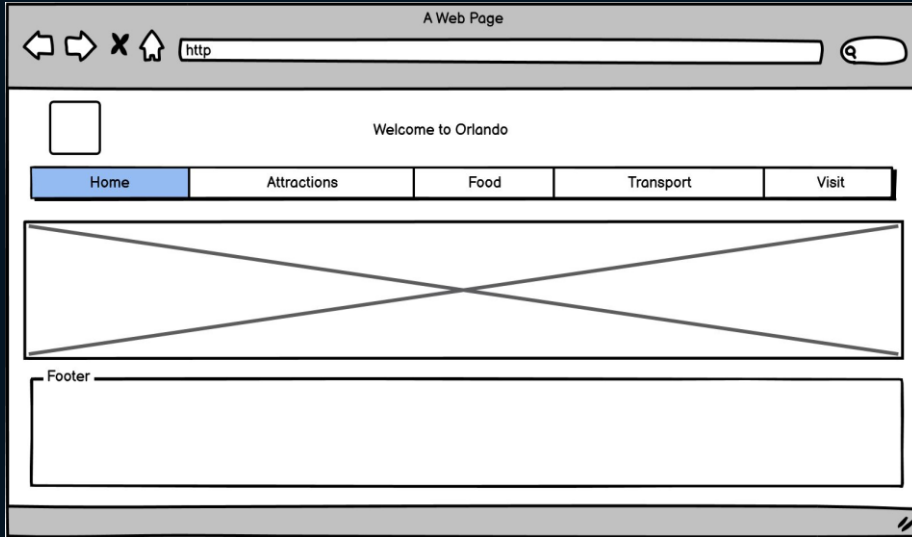 A Web Page
http
Welcome to Orlando
Home Attractions Food Transport Visit
Footer